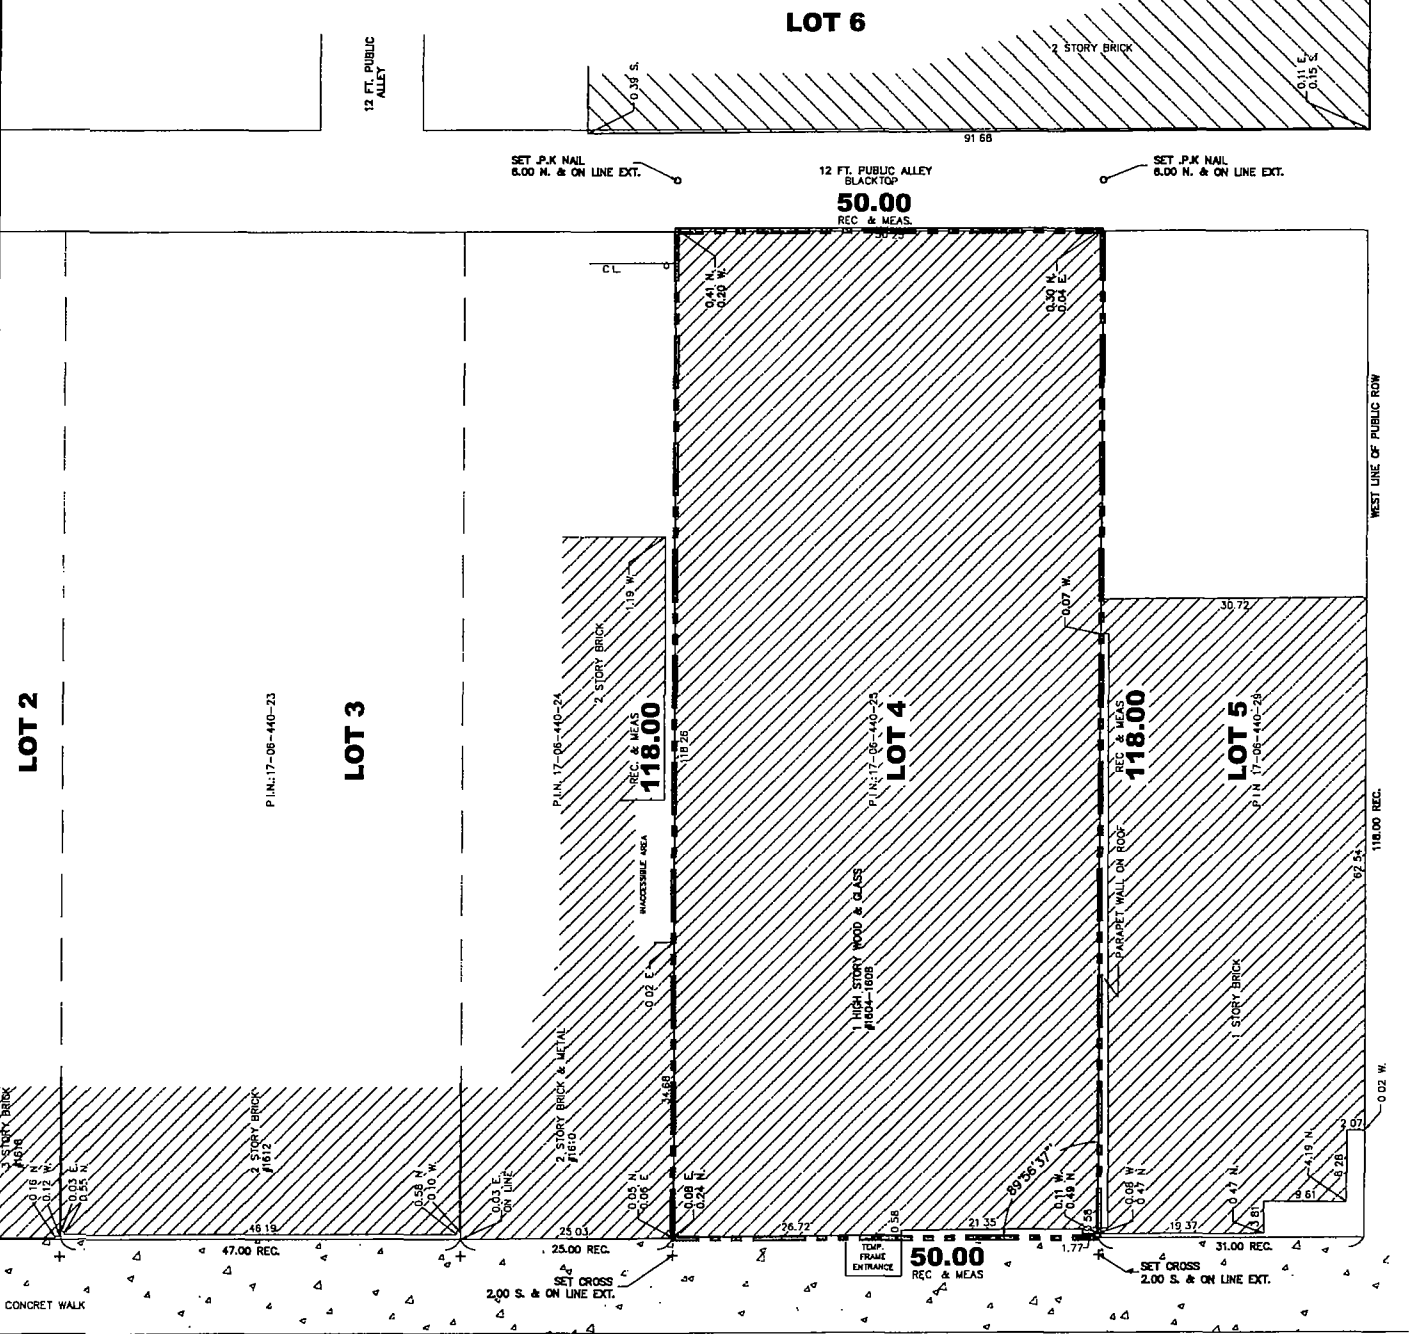 LOT 6
2 STORY BRICK
12 FT. PUBLIC
ALLEY
0.39 S.
0.11 E.
0.15 S.
91 68
SET .P.K NAIL
6.00 N. & ON LINE EXT.
12 FT. PUBLIC ALLEY
BLACKTOP
50.00
REC & MEAS.
SET .P.K NAIL
6.00 N. & ON LINE EXT.
C L
0.41 N.
0.20 W.
0.30 N.
0.04 E.
WEST LINE OF PUBLIC ROW
1.19 W.
0.07 W.
30.72
2 STORY BRICK
LOT 2
P.I.N.:17-06-440-23
LOT 3
P.I.N. 17-06-440-24
REC. & MEAS
118.00
118.26
P.I.N.:17-06-440-25
LOT 4
REC & MEAS
118.00
LOT 5
P I N 17-06-440-29
118.00 REC.
62 54
INACCESSIBLE AREA
1 HIGH STORY WOOD & GLASS
#1604-1608
PARAPET WALL ON ROOF
0 02 E.
1 STORY BRICK
3 STORY BRICK
#1616
2 STORY BRICK
#1612
2 STORY BRICK & METAL
#1610
34.68
0 02 W.
2.07
89°56'37"
0.16 N
0.12 W.
0.03 E.
0.55 N.
0.58 N
0.10 W.
0.03 E.
ON LINE
0.05 N.
0.06 E.
0.08 E.
0.24 N.
0.11 W
0.49 N.
0.08 W
0 47 N
0 47 N.
4.19 N.
6.28
9 61
3.81
46 19
47.00 REC.
25.03
25.00 REC.
26.72
0.58
21.35
0.58
1.77
19.37
31.00 REC.
TEMP.
FRAME
ENTRANCE
50.00
REC & MEAS
SET CROSS
2.00 S. & ON LINE EXT.
SET CROSS
2.00 S. & ON LINE EXT.
CONCRET WALK